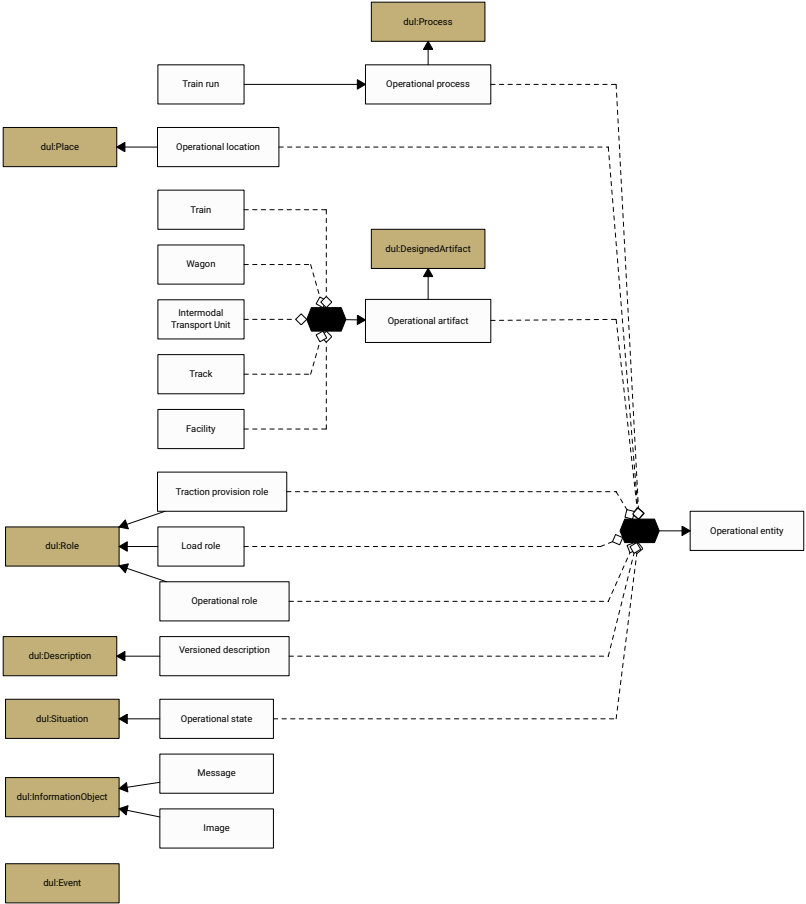 dul:Process
Train run
Operational process
dul:Place
Operational location
Train
dul:DesignedArtifact
Wagon
Intermodal
Transport Unit
Operational artifact
Track
Facility
Traction provision role
dul:Role
Load role
Operational entity
Operational role
dul:Description
Versioned description
dul:Situation
Operational state
Message
dul:InformationObject
Image
dul:Event